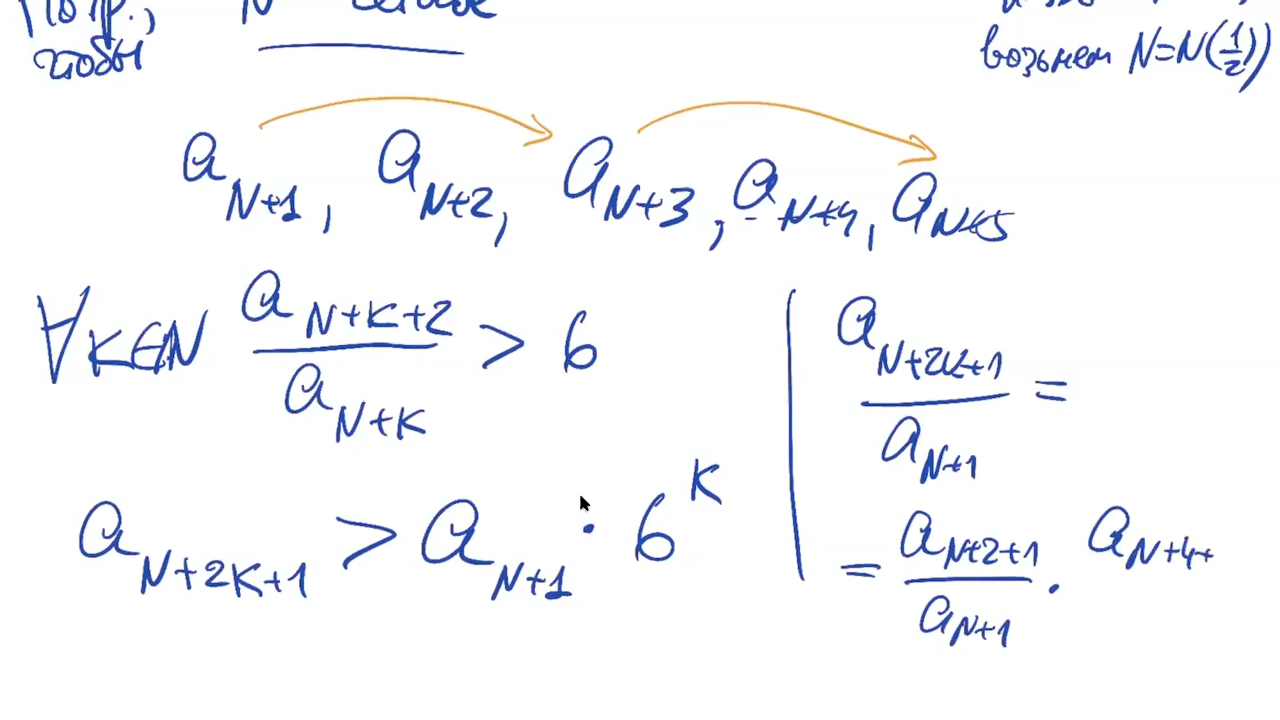 чтобы
возьмем N=N(1/2))
a_{N+1}, a_{N+2}, a_{N+3}, a_{N+4}, a_{N+5}
∀k∈N a_{N+k+2}/a_{N+k} > 6
a_{N+2k+1} > a_{N+1} · 6^k
a_{N+2k+1}/a_{N+1} =
= a_{N+2+1}/a_{N+1} · a_{N+4+